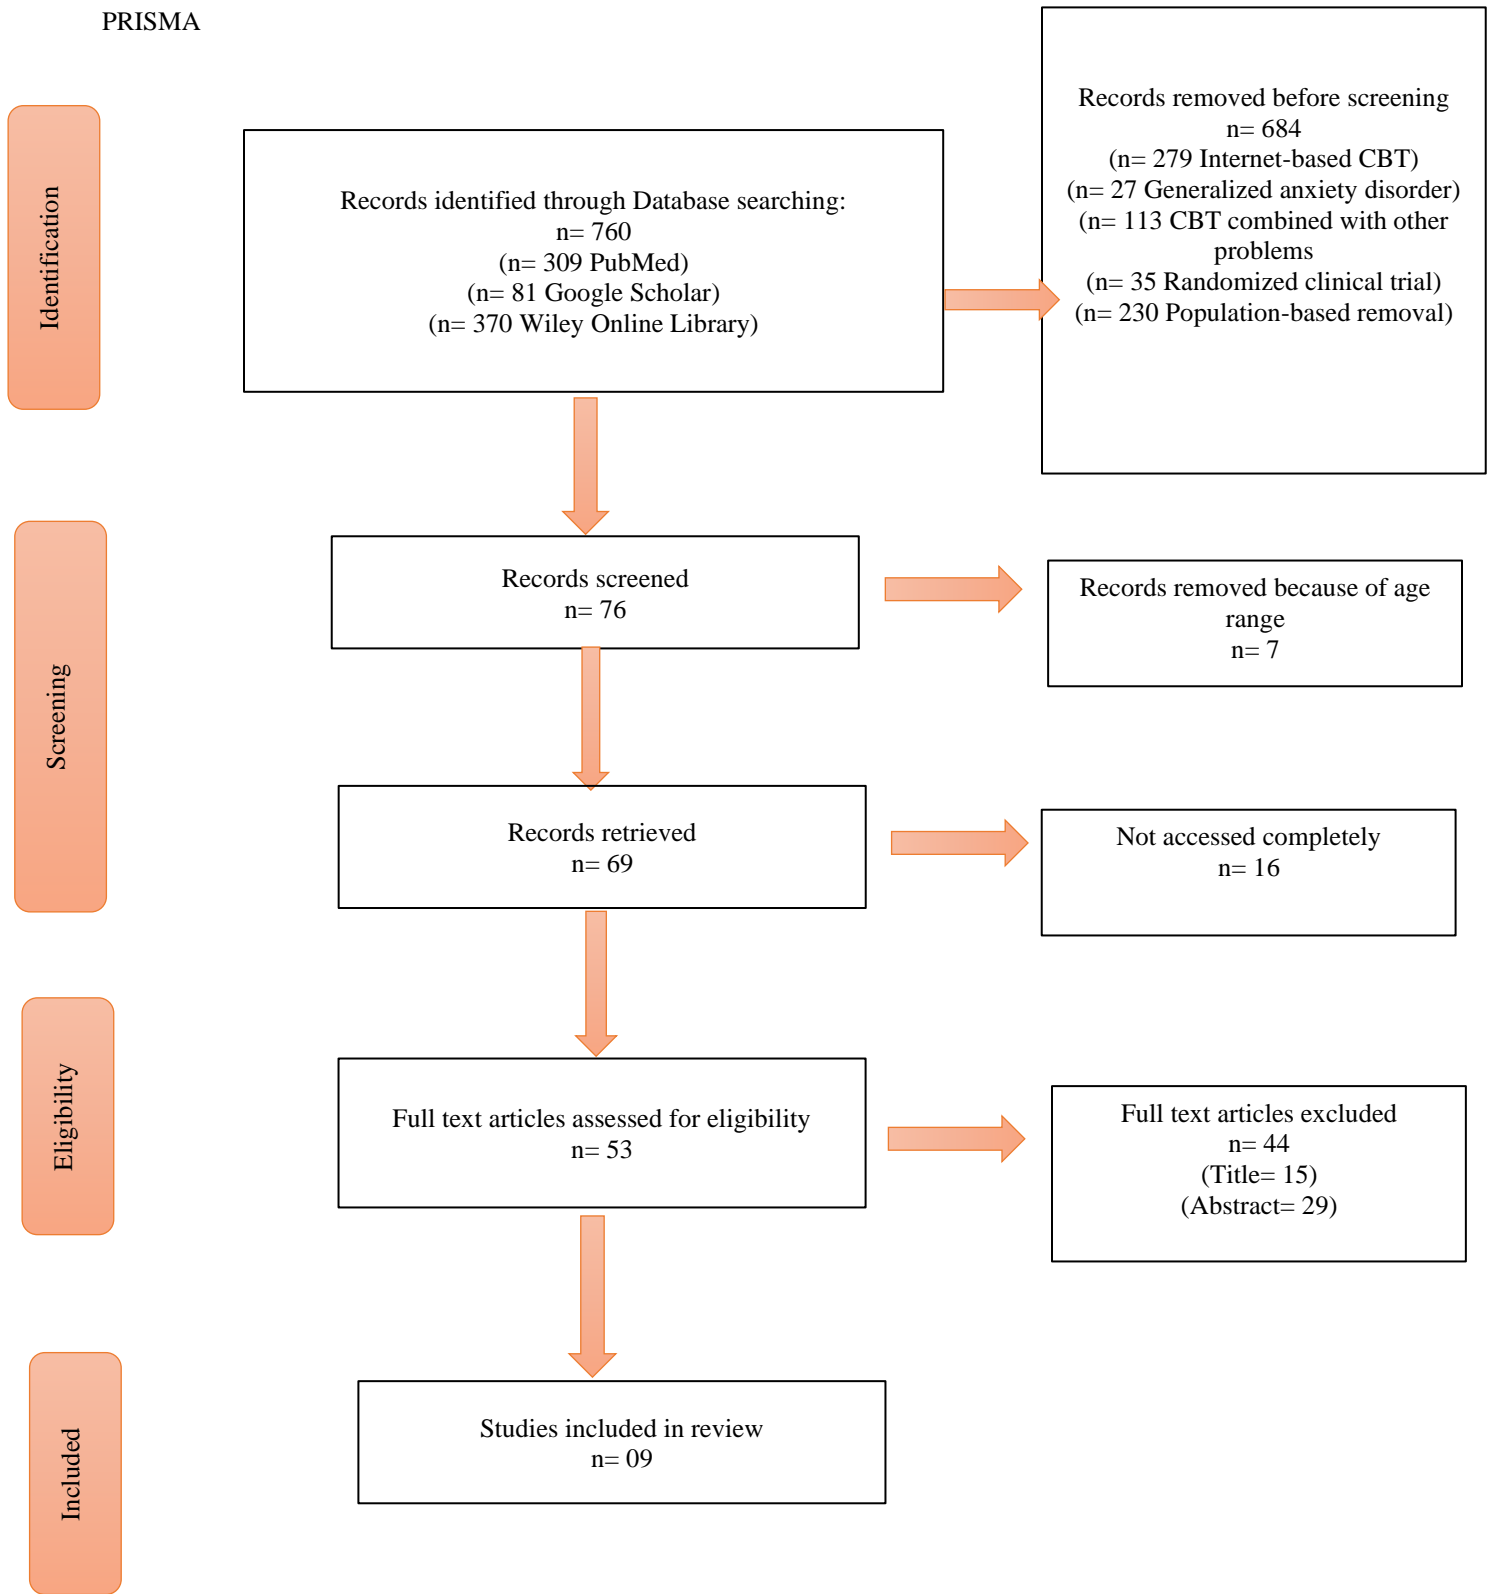 PRISMA
Identification
Records identified through Database searching:
n= 760
(n= 309 PubMed)
(n= 81 Google Scholar)
(n= 370 Wiley Online Library)
Records removed before screening
n= 684
(n= 279 Internet-based CBT)
(n= 27 Generalized anxiety disorder)
(n= 113 CBT combined with other
problems
(n= 35 Randomized clinical trial)
(n= 230 Population-based removal)
Screening
Records screened
n= 76
Records removed because of age
range
n= 7
Records retrieved
n= 69
Not accessed completely
n= 16
Eligibility
Full text articles assessed for eligibility
n= 53
Full text articles excluded
n= 44
(Title= 15)
(Abstract= 29)
Included
Studies included in review
n= 09